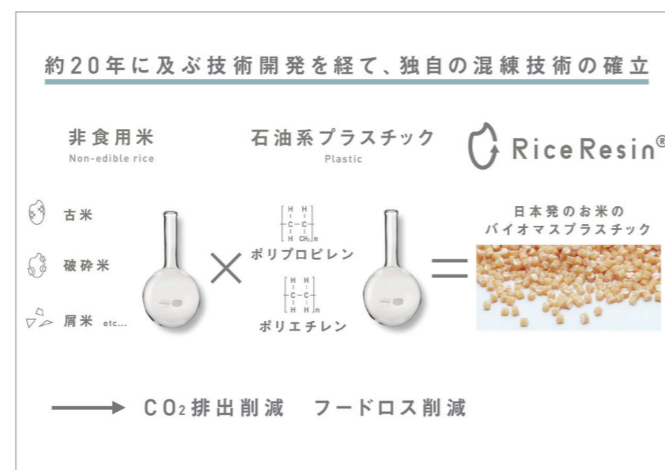 約20年に及ぶ技術開発を経て、独自の混練技術の確立
非食用米
Non-edible rice
石油系プラスチック
Plastic
RiceResin®
古米
破砕米
屑米 etc...
H H
C C
H CH₃ n
ポリプロピレン
H H
C C
H H n
ポリエチレン
×
=
日本発のお米の
バイオマスプラスチック
CO₂排出削減 フードロス削減